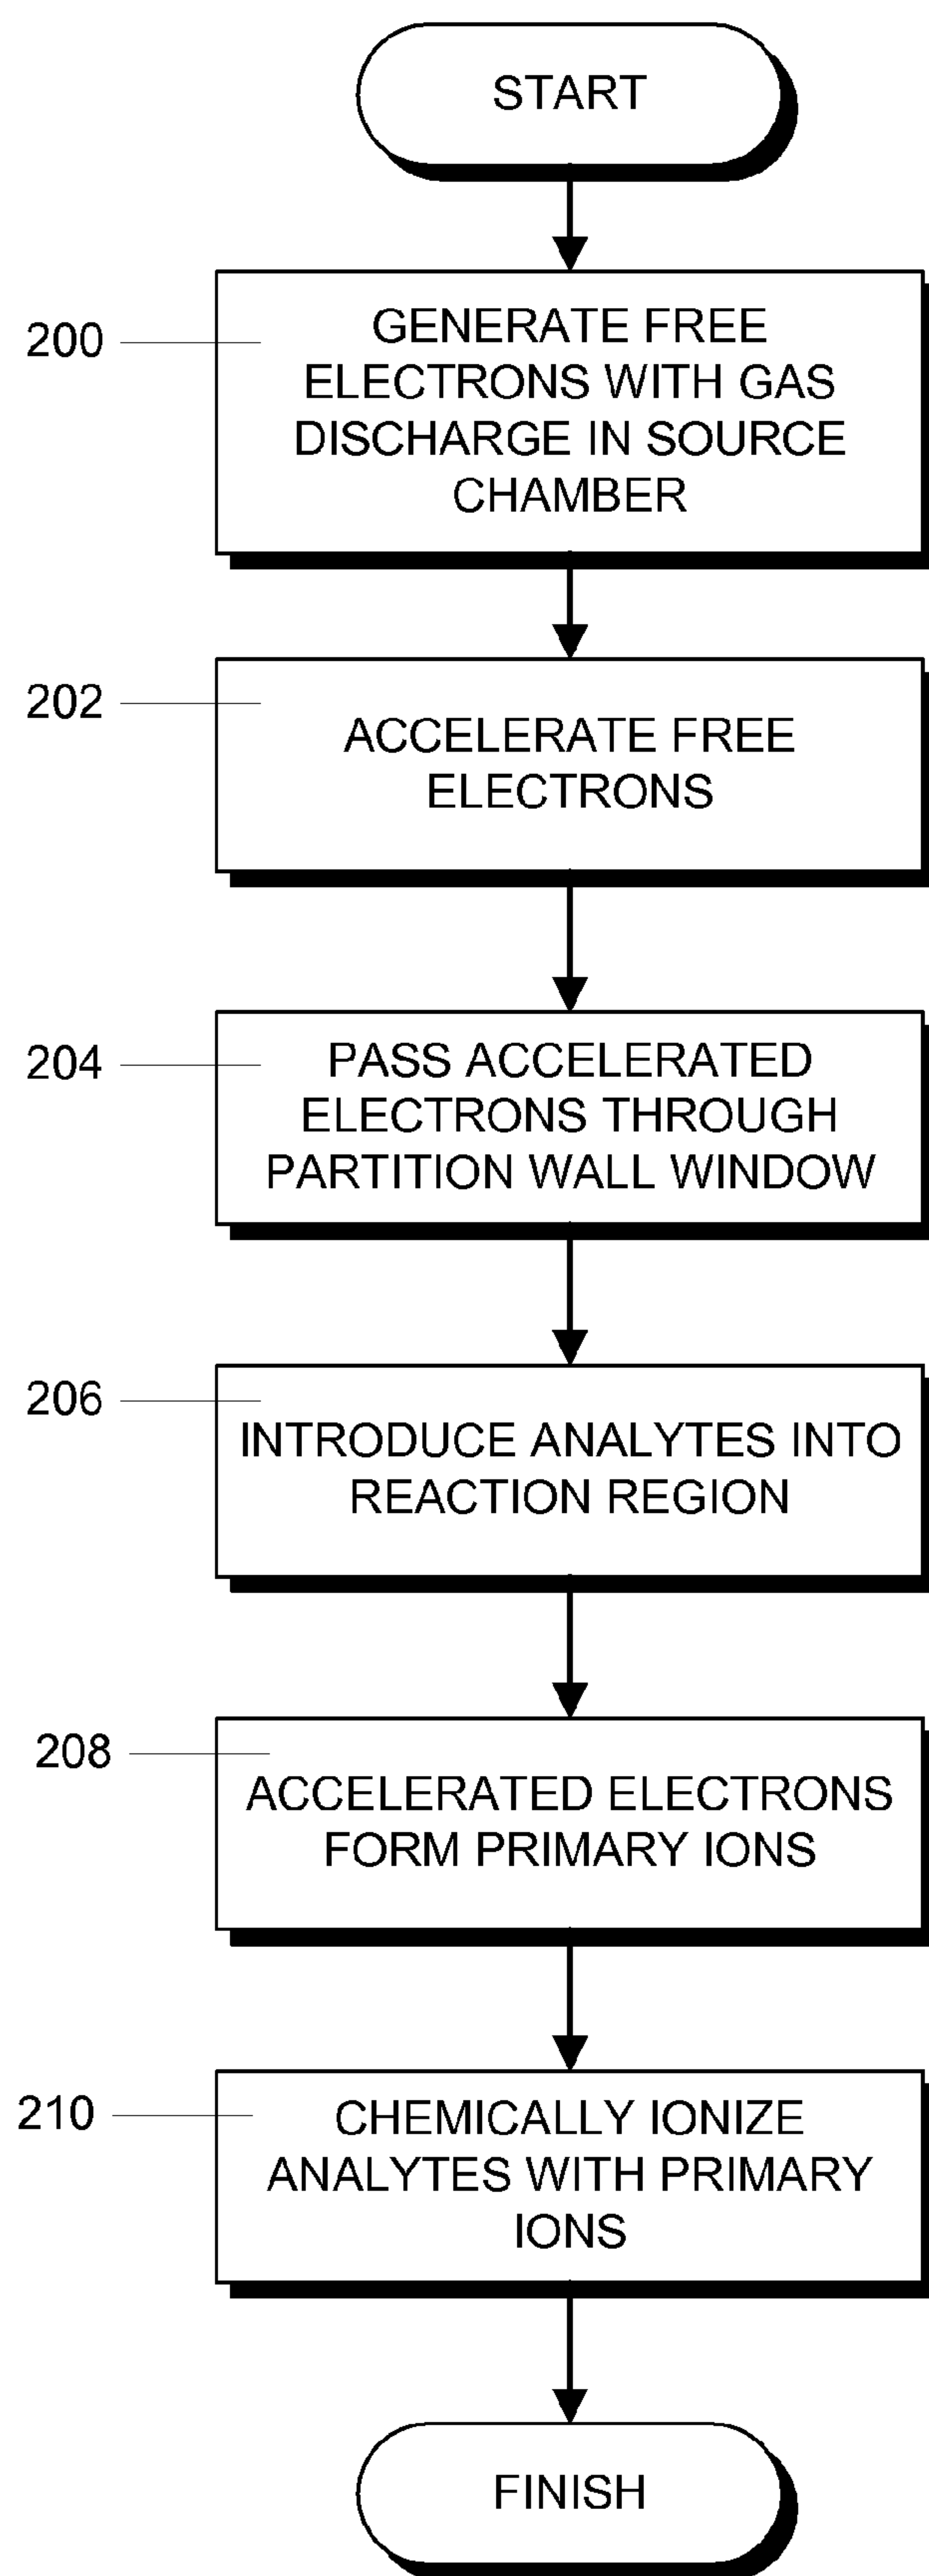 START
200
GENERATE FREE
ELECTRONS WITH GAS
DISCHARGE IN SOURCE
CHAMBER
202
ACCELERATE FREE
ELECTRONS
204
PASS ACCELERATED
ELECTRONS THROUGH
PARTITION WALL WINDOW
206
INTRODUCE ANALYTES INTO
REACTION REGION
208
ACCELERATED ELECTRONS
FORM PRIMARY IONS
210
CHEMICALLY IONIZE
ANALYTES WITH PRIMARY
IONS
FINISH